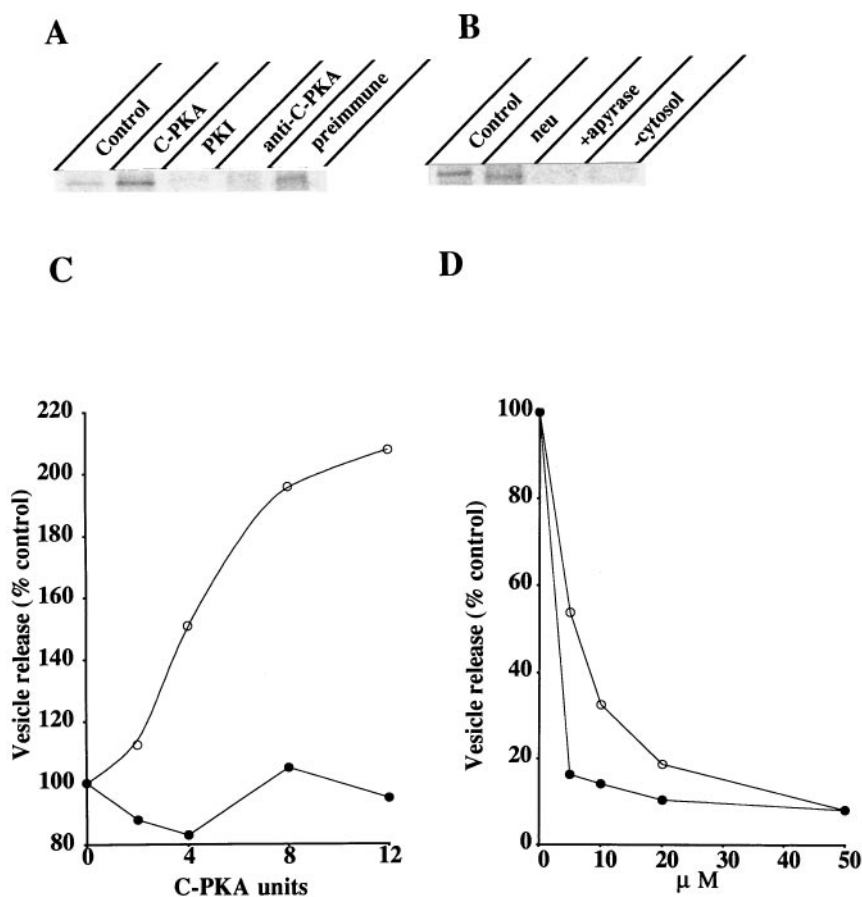 A
Control
C-PKA
PKI
anti-C-PKA
preimmune
B
Control
neu
+apyrase
-cytosol
C
Vesicle release (% control)
220
200
180
160
140
120
100
80
0
4
8
12
C-PKA units
D
Vesicle release (% control)
100
80
60
40
20
0
0
10
20
30
40
50
μ M